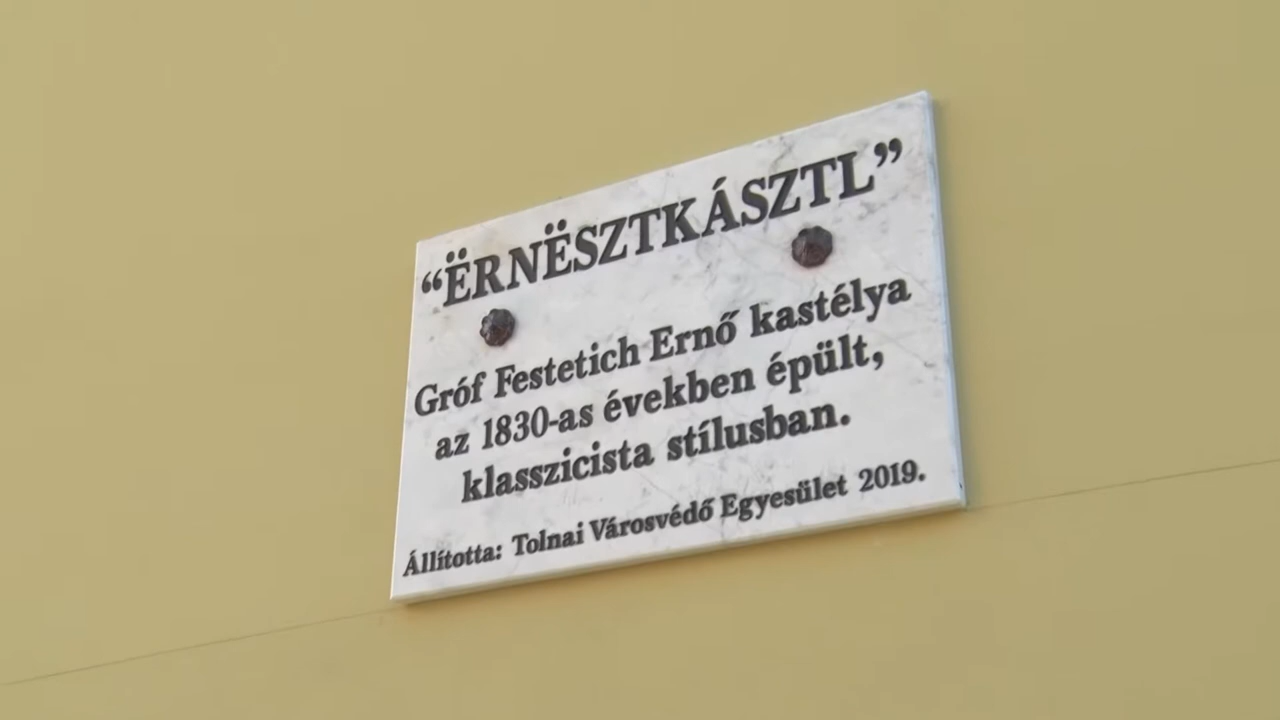 “ËRNËSZTKÁSZTL”
Gróf Festetich Ernő kastélya
az 1830-as években épült,
klasszicista stílusban.
Állította: Tolnai Városvédő Egyesület 2019.